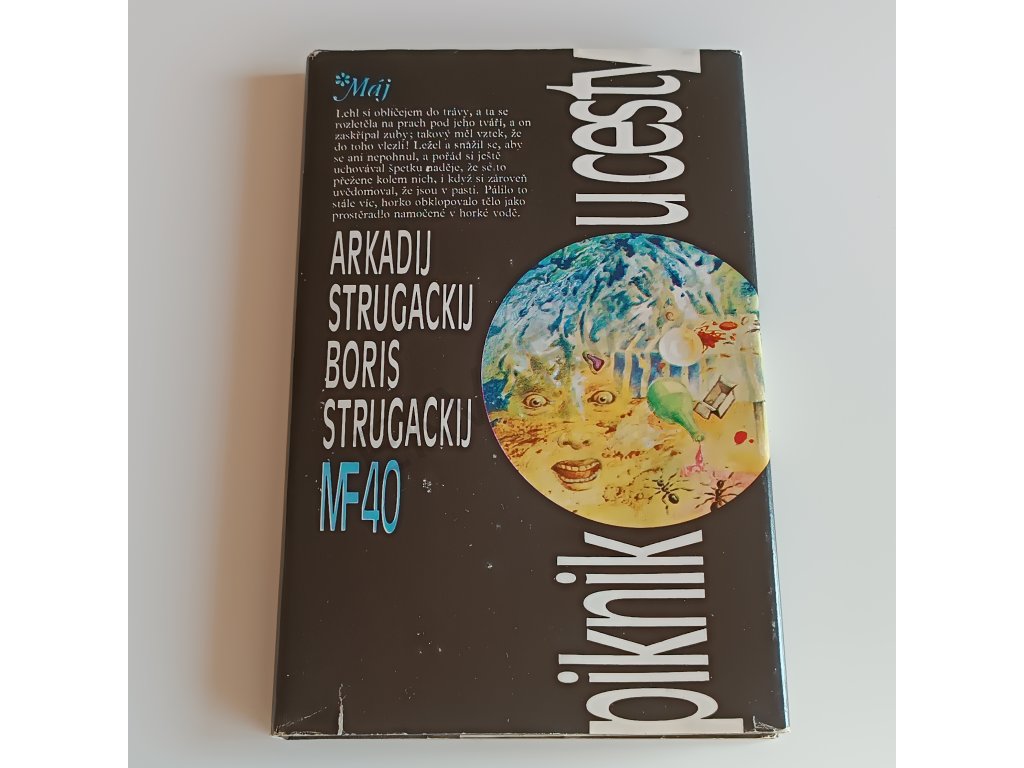 Máj
Lehl si obličejem do trávy, a ta se
rozletěla na prach pod jeho tváří, a on
zaskřípal zuby; takový měl vztek, že
do toho vlezli! Ležel a snažil se, aby
se ani nepohnul, a pořád si ještě
uchovával špetku naděje, že se to
přežene kolem nich, i když si zároveň
uvědomoval, že jsou v pasti. Pálilo to
stále víc, horko obklopovalo tělo jako
prostěradlo namočené v horké vodě.
ARKADIJ
STRUGACKIJ
BORIS
STRUGACKIJ
MF40
piknik u cesty